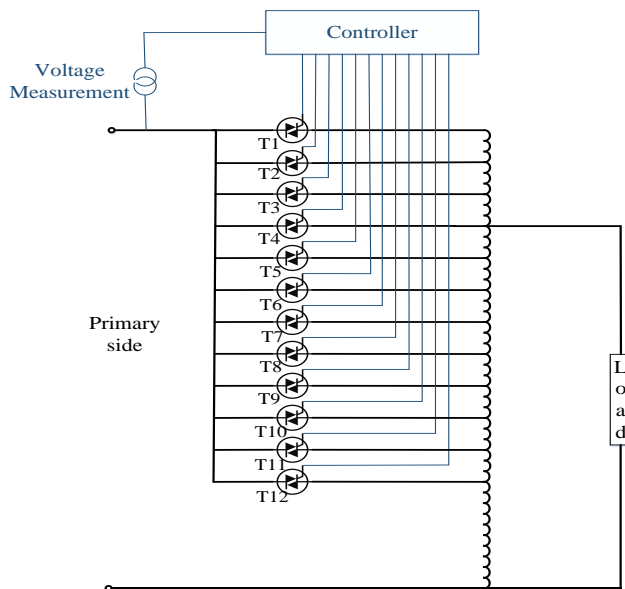 Controller
Voltage
Measurement
T1
T2
T3
T4
T5
T6
T7
T8
T9
T10
T11
T12
Primary
side
L
o
a
d